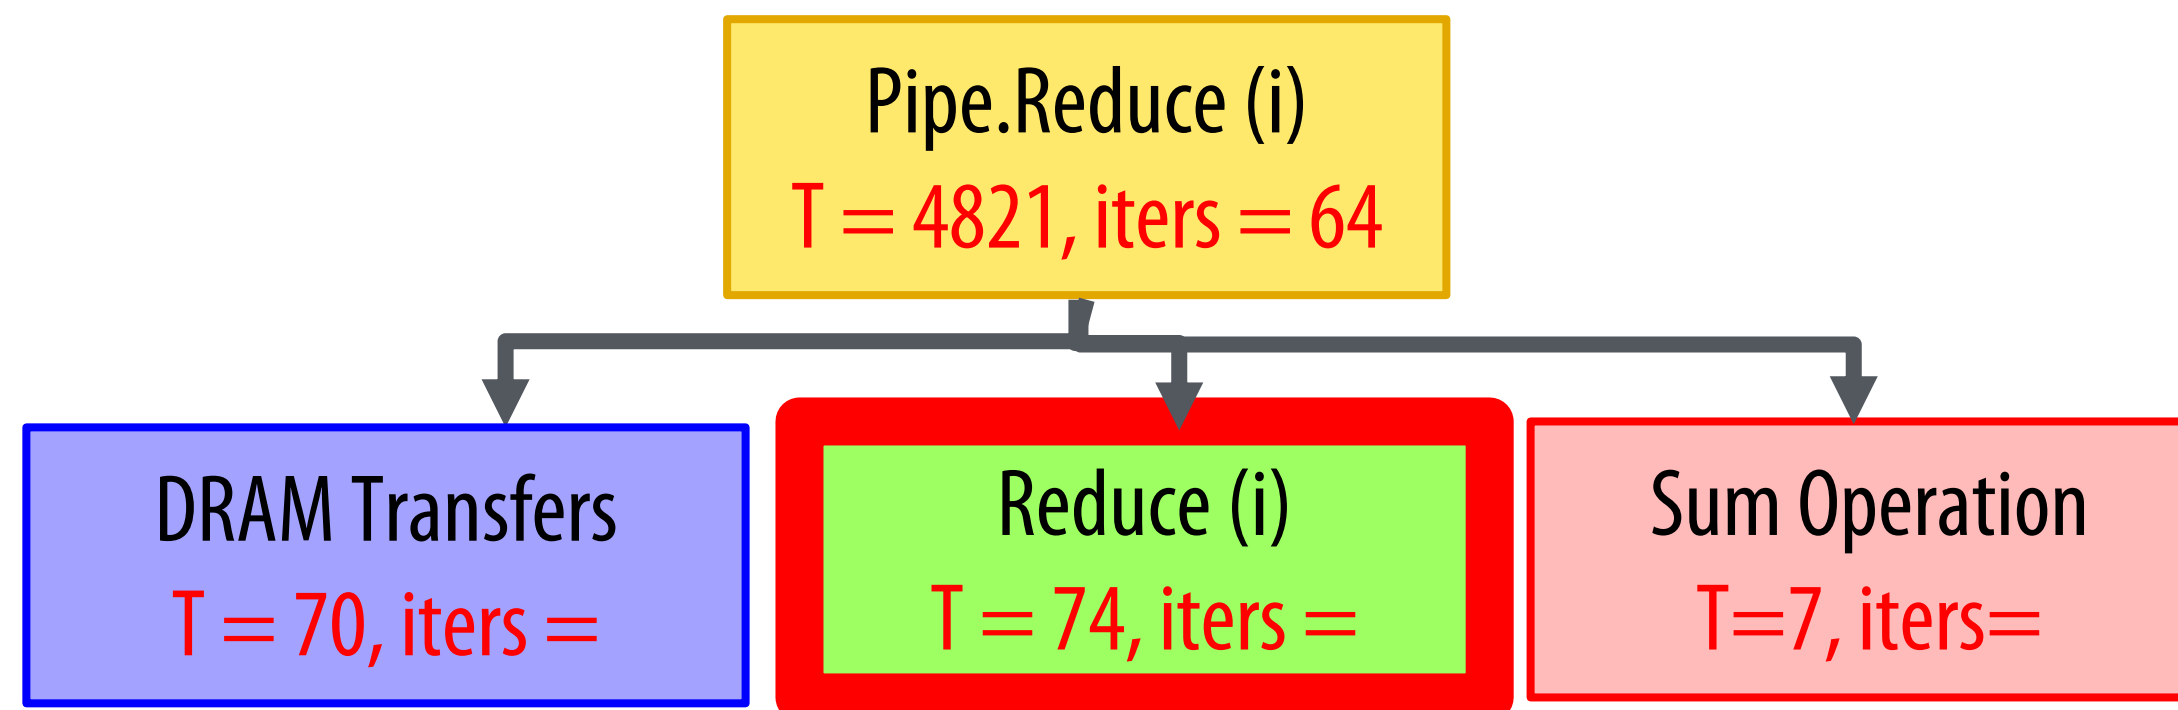 Pipe.Reduce (i)
T = 4821, iters = 64
DRAM Transfers
T = 70, iters =
Reduce (i)
T = 74, iters =
Sum Operation
T=7, iters=